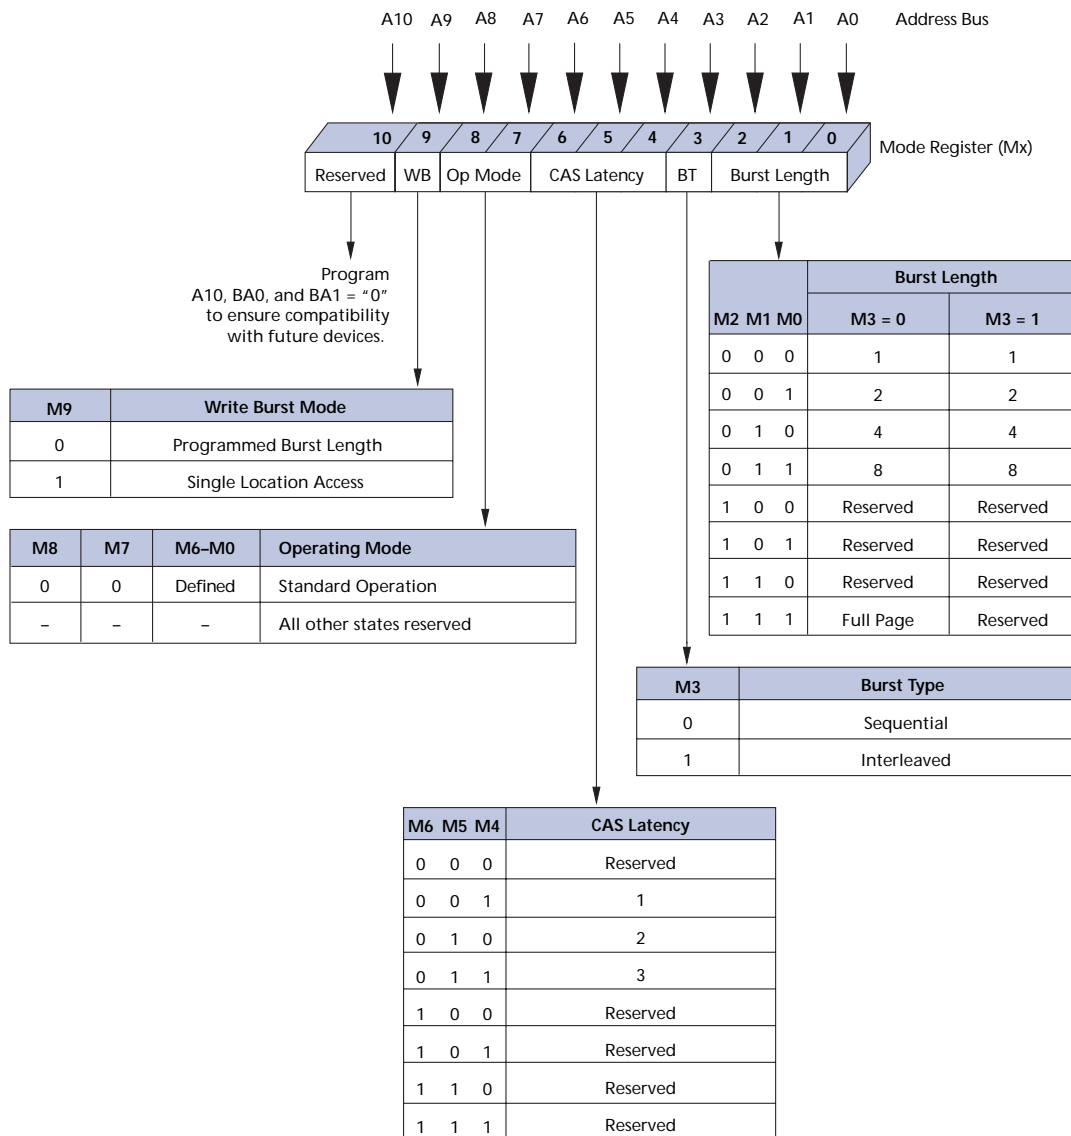 A10 A9 A8 A7 A6 A5 A4 A3 A2 A1 A0 Address Bus
10 9 8 7 6 5 4 3 2 1 0
Mode Register (Mx)
Reserved WB Op Mode CAS Latency BT Burst Length
Program
A10, BA0, and BA1 = “0”
to ensure compatibility
with future devices.
Burst Length
M2 M1 M0 M3 = 0 M3 = 1
0 0 0 1 1
0 0 1 2 2
0 1 0 4 4
0 1 1 8 8
1 0 0 Reserved Reserved
1 0 1 Reserved Reserved
1 1 0 Reserved Reserved
1 1 1 Full Page Reserved
M9 Write Burst Mode
0 Programmed Burst Length
1 Single Location Access
M8 M7 M6–M0 Operating Mode
0 0 Defined Standard Operation
– – – All other states reserved
M3 Burst Type
0 Sequential
1 Interleaved
M6 M5 M4 CAS Latency
0 0 0 Reserved
0 0 1 1
0 1 0 2
0 1 1 3
1 0 0 Reserved
1 0 1 Reserved
1 1 0 Reserved
1 1 1 Reserved